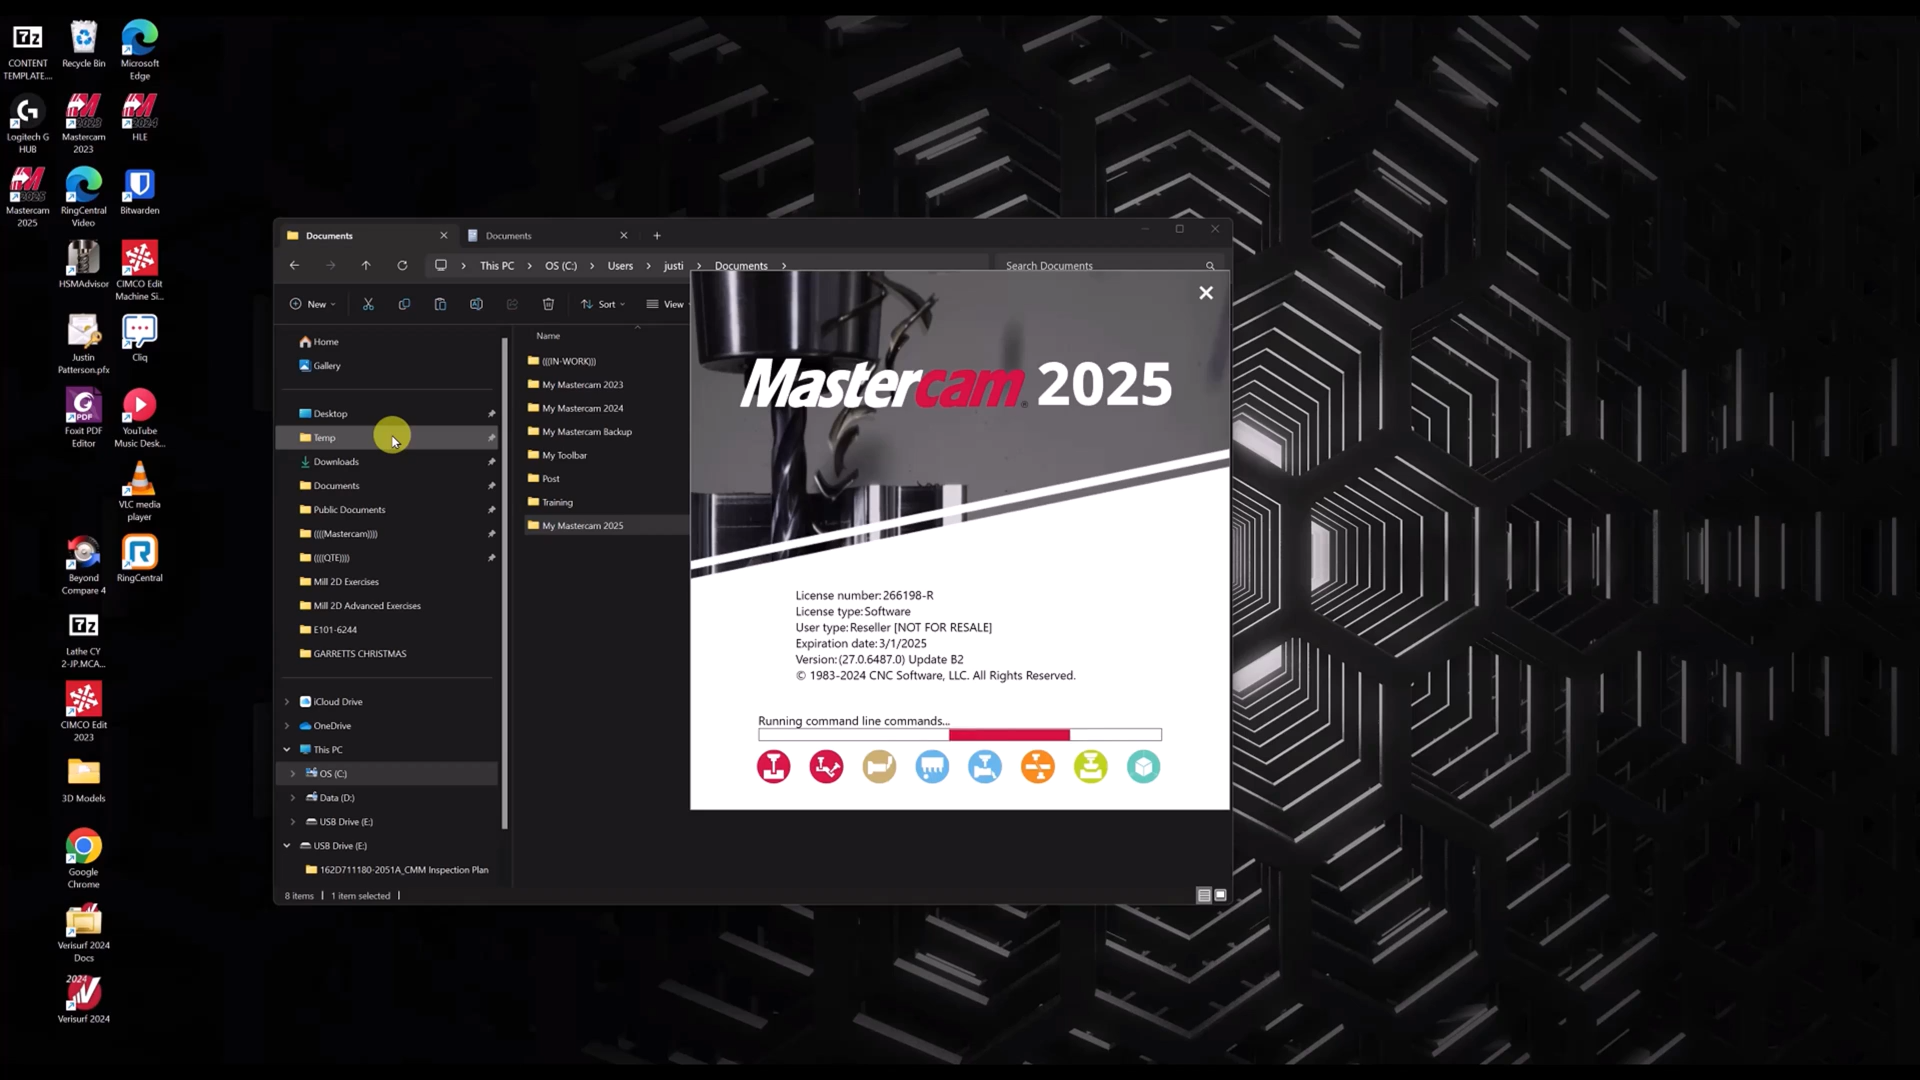 CONTENT
TEMPLATE....
Recycle Bin
Microsoft
Edge
Logitech G
HUB
Mastercam
2023
HLE
Mastercam
2025
RingCentral
Video
Bitwarden
HSMAdvisor
CIMCO Edit
Machine Si...
Justin
Patterson.pfx
Cliq
Foxit PDF
Editor
YouTube
Music Desk...
VLC media
player
Beyond
Compare 4
RingCentral
Lathe CY
2-JP.MCA...
CIMCO Edit
2023
3D Models
Google
Chrome
Verisurf 2024
Docs
Verisurf 2024
Documents
Documents
This PC
OS (C:)
Users
justi
Documents
Search Documents
New
Sort
View
Home
Gallery
Desktop
Temp
Downloads
Documents
Public Documents
((((Mastercam))))
((((QTE))))
Mill 2D Exercises
Mill 2D Advanced Exercises
E101-6244
GARRETTS CHRISTMAS
iCloud Drive
OneDrive
This PC
OS (C:)
Data (D:)
USB Drive (E:)
USB Drive (E:)
162D711180-2051A_CMM Inspection Plan
8 items
1 item selected
Name
(((IN-WORK)))
My Mastercam 2023
My Mastercam 2024
My Mastercam Backup
My Toolbar
Post
Training
My Mastercam 2025
Mastercam 2025
License number: 266198-R
License type: Software
User type: Reseller [NOT FOR RESALE]
Expiration date: 3/1/2025
Version: (27.0.6487.0) Update B2
© 1983-2024 CNC Software, LLC. All Rights Reserved.
Running command line commands...